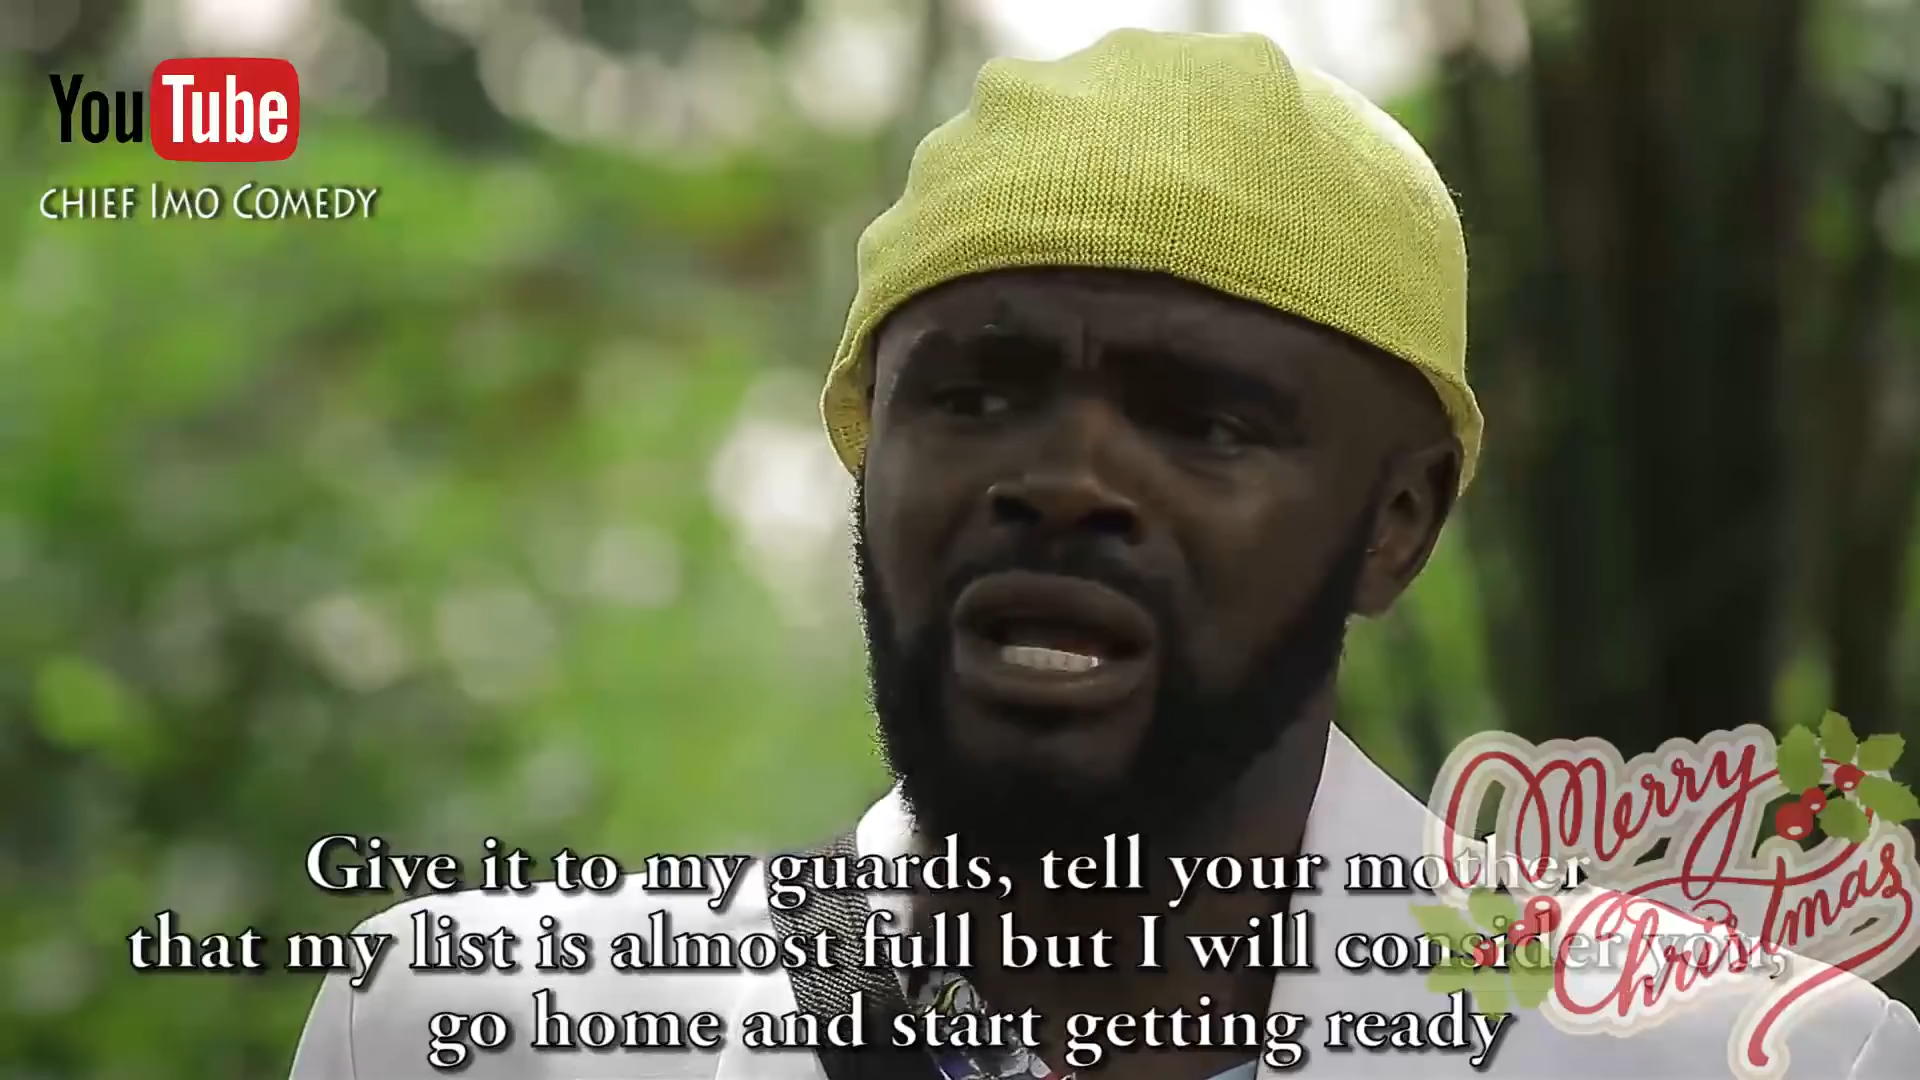 YouTube
CHIEF IMO COMEDY
Give it to my guards, tell your mother
that my list is almost full but I will consider you,
go home and start getting ready
Merry
Christmas